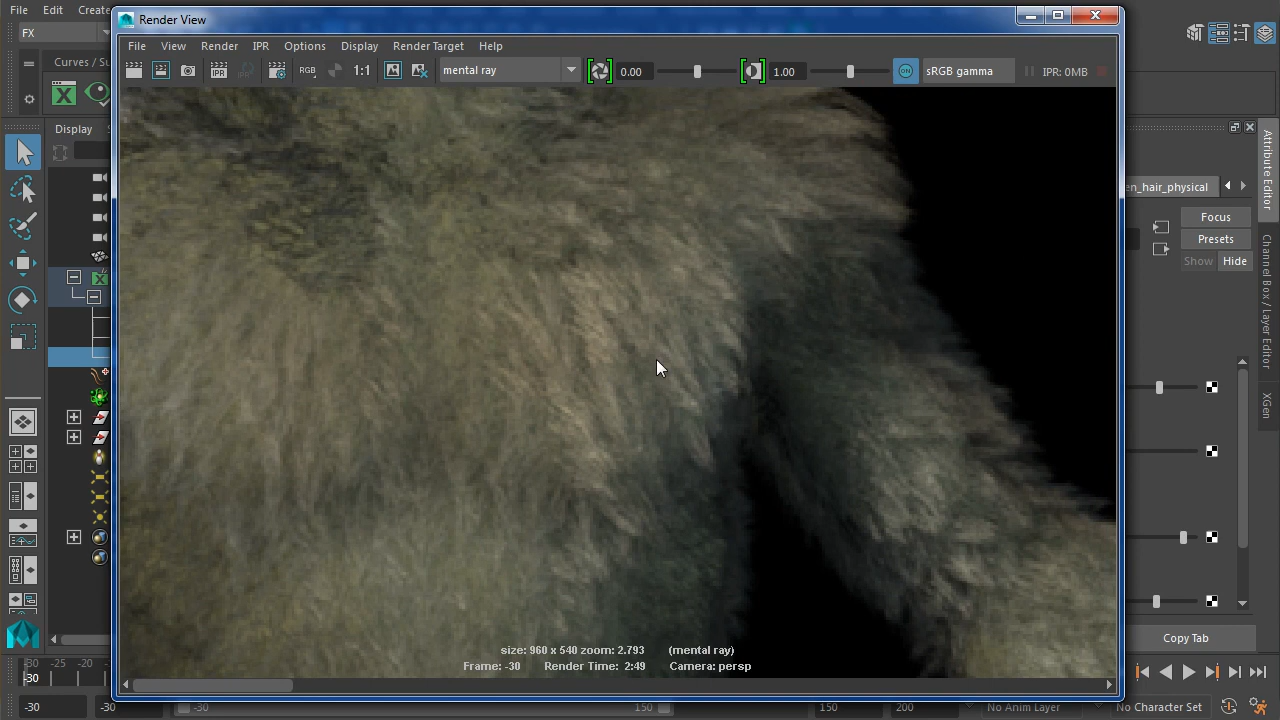 File Edit Create
Render View
FX
File View Render IPR Options Display Render Target Help
Curves / Su
IPR
RGB
1:1
mental ray
0.00
1.00
ON
sRGB gamma
IPR: 0MB
Display
en_hair_physical
Focus
Presets
Show Hide
Attribute Editor
Channel Box / Layer Editor
XGen
size: 960 x 540 zoom: 2.793 (mental ray)
Frame: -30 Render Time: 2:49 Camera: persp
Copy Tab
-30 -25 -20
-30
-30
-30
-30
150
150
200
No Anim Layer
No Character Set